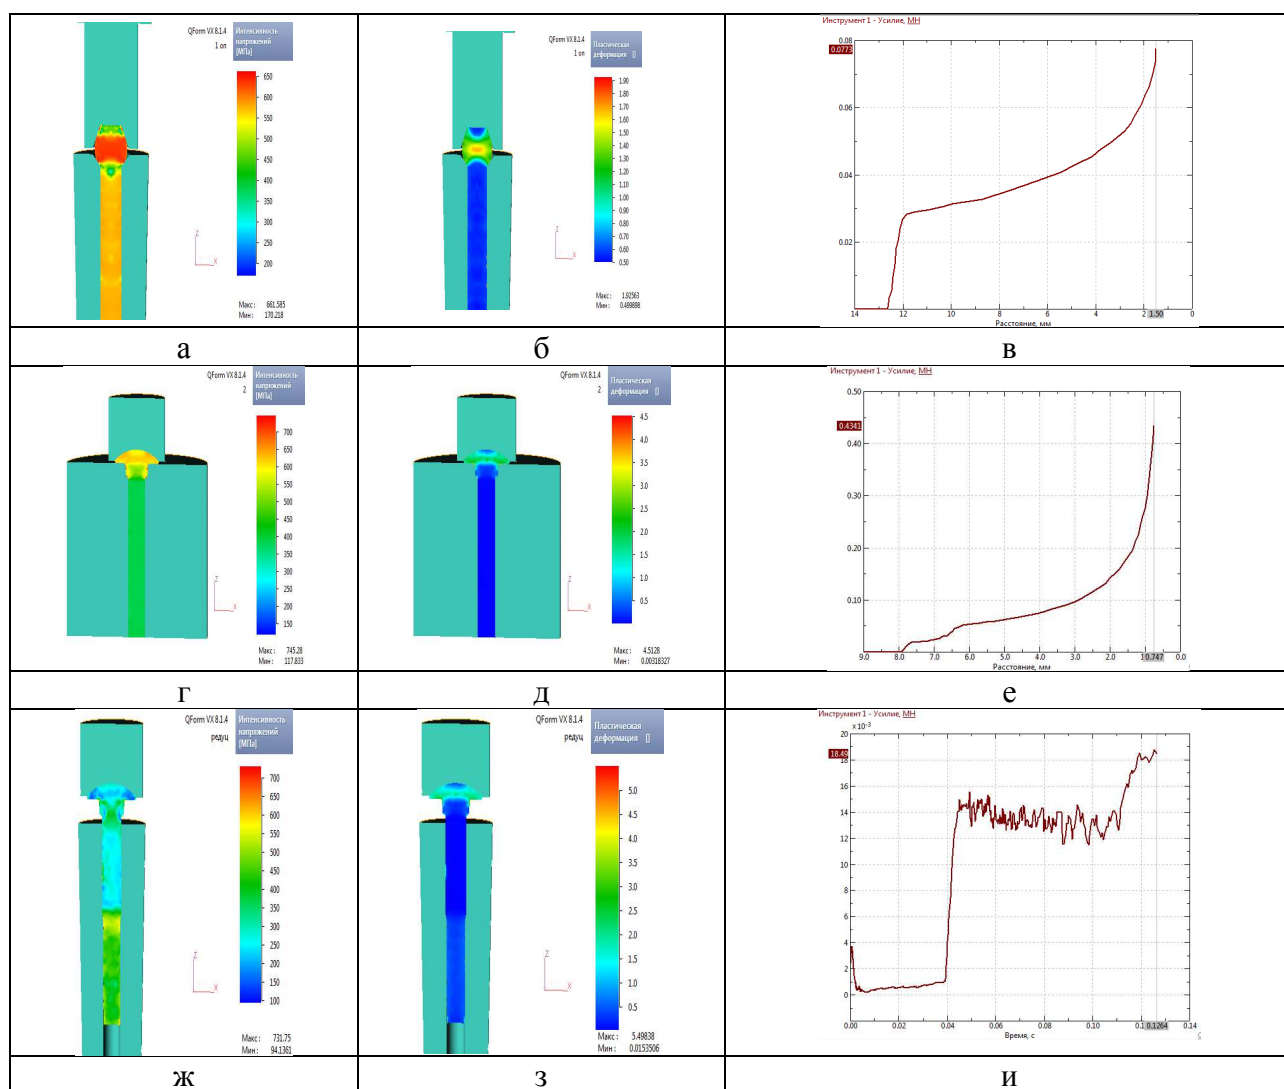 QForm VX 8.1.4
1 оп
Интенсивность
напряжений
[МПа]
650
600
550
500
450
400
350
300
250
200
Z
X
Макс : 661.585
Мин : 170.218
QForm VX 8.1.4
1 оп
Пластическая
деформация []
1.90
1.80
1.70
1.60
1.50
1.40
1.30
1.20
1.10
1.00
0.90
0.80
0.70
0.60
0.50
Z
X
Макс : 1.92563
Мин : 0.499898
Инструмент 1 - Усилие, МН
0.08
0.0773
0.06
0.04
0.02
14
12
10
8
6
4
2
1.50
0
Расстояние, мм
а
б
в
QForm VX 8.1.4
2
Интенсивность
напряжений
[МПа]
700
650
600
550
500
450
400
350
300
250
200
150
Z
X
Макс : 745.28
Мин : 117.833
QForm VX 8.1.4
2
Пластическая
деформация []
4.5
4.0
3.5
3.0
2.5
2.0
1.5
1.0
0.5
Z
X
Макс : 4.5128
Мин : 0.00318327
Инструмент 1 - Усилие, МН
0.50
0.4341
0.40
0.30
0.20
0.10
9.0
8.0
7.0
6.0
5.0
4.0
3.0
2.0
1
0.747
0.0
Расстояние, мм
г
д
е
QForm VX 8.1.4
редуц
Интенсивность
напряжений
[МПа]
700
650
600
550
500
450
400
350
300
250
200
150
100
Z
X
Макс : 731.75
Мин : 94.1361
QForm VX 8.1.4
редуц
Пластическая
деформация []
5.0
4.5
4.0
3.5
3.0
2.5
2.0
1.5
1.0
0.5
Z
X
Макс : 5.49838
Мин : 0.0153506
Инструмент 1 - Усилие, МН
x 10⁻³
20
18.49
18
16
14
12
10
8
6
4
2
0
0.00
0.02
0.04
0.06
0.08
0.10
0.1264
0.14
Время, с
ж
з
и